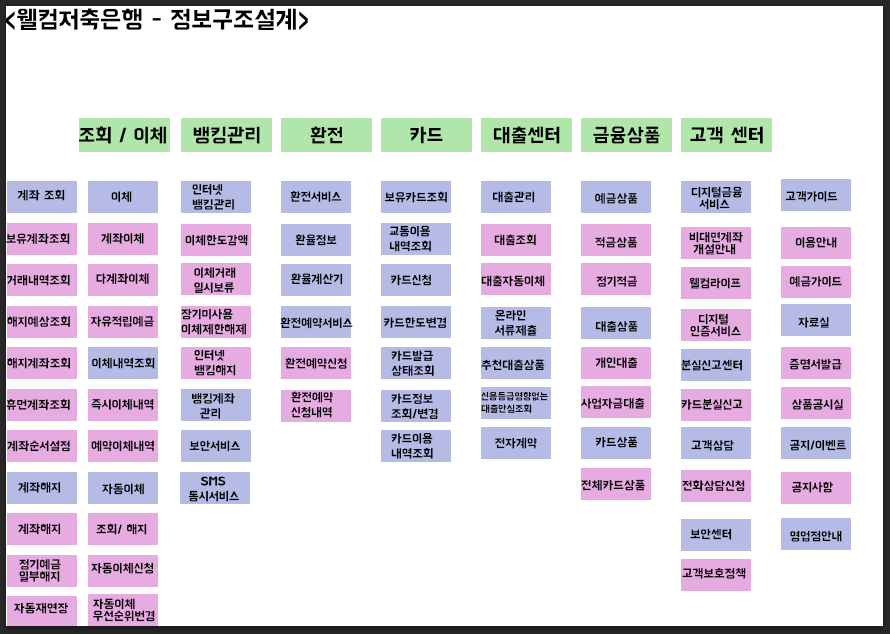 <웰컴저축은행 - 정보구조설계>
조회 / 이체
뱅킹관리
환전
카드
대출센터
금융상품
고객 센터
계좌 조회
보유계좌조회
거래내역조회
해지예상조회
해지계좌조회
휴먼계좌조회
계좌순서설정
계좌해지
계좌해지
정기예금
일부해지
자동재연장
이체
계좌이체
다계좌이체
자유적립예금
이체내역조회
즉시이체내역
예약이체내역
자동이체
조회/ 해지
자동이체신청
자동이체
우선순위변경
인터넷
뱅킹관리
이체한도감액
이체거래
일시보류
장기미사용
이체제한해제
인터넷
뱅킹해지
뱅킹계좌
관리
보안서비스
SMS
통시서비스
환전서비스
환율정보
환율계산기
환전예약서비스
환전예약신청
환전예약
신청내역
보유카드조회
교통이용
내역조회
카드신청
카드한도변경
카드발급
상태조회
카드정보
조회/변경
카드이용
내역조회
대출관리
대출조회
대출자동이체
온라인
서류제출
추천대출상품
신용등급영향없는
대출안심조회
전자계약
예금상품
적금상품
정기적금
대출상품
개인대출
사업자금대출
카드상품
전체카드상품
디지털금융
서비스
비대면계좌
개설안내
웰컴라이프
디지털
인증서비스
분실신고센터
카드분실신고
고객상담
전화상담신청
보안센터
고객보호정책
고객가이드
이용안내
예금가이드
자료실
증명서발급
상품공시실
공지/이벤트
공지사항
영업점안내